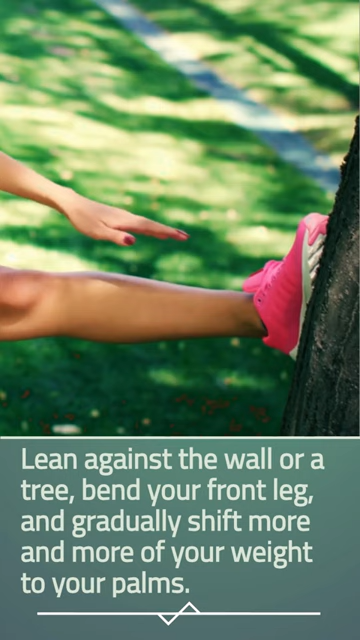 Lean against the wall or a
tree, bend your front leg,
and gradually shift more
and more of your weight
to your palms.